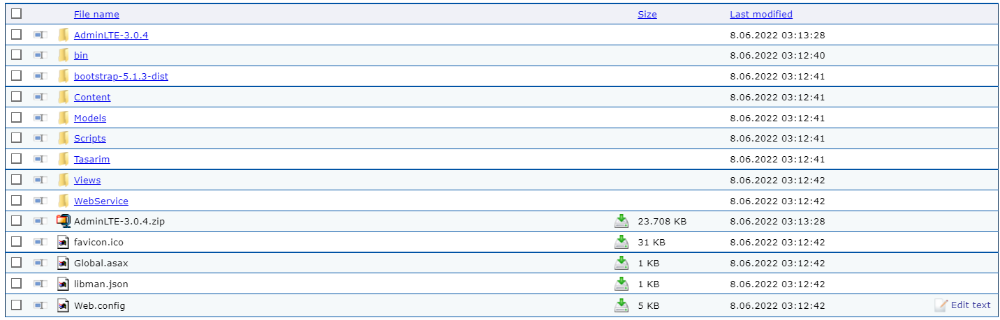 File name Size Last modified
AdminLTE-3.0.4 8.06.2022 03:13:28
bin 8.06.2022 03:12:40
bootstrap-5.1.3-dist 8.06.2022 03:12:41
Content 8.06.2022 03:12:41
Models 8.06.2022 03:12:41
Scripts 8.06.2022 03:12:41
Tasarim 8.06.2022 03:12:41
Views 8.06.2022 03:12:42
WebService 8.06.2022 03:12:42
AdminLTE-3.0.4.zip 23.708 KB 8.06.2022 03:13:28
favicon.ico 31 KB 8.06.2022 03:12:42
Global.asax 1 KB 8.06.2022 03:12:42
libman.json 1 KB 8.06.2022 03:12:42
Web.config 5 KB 8.06.2022 03:12:42 Edit text